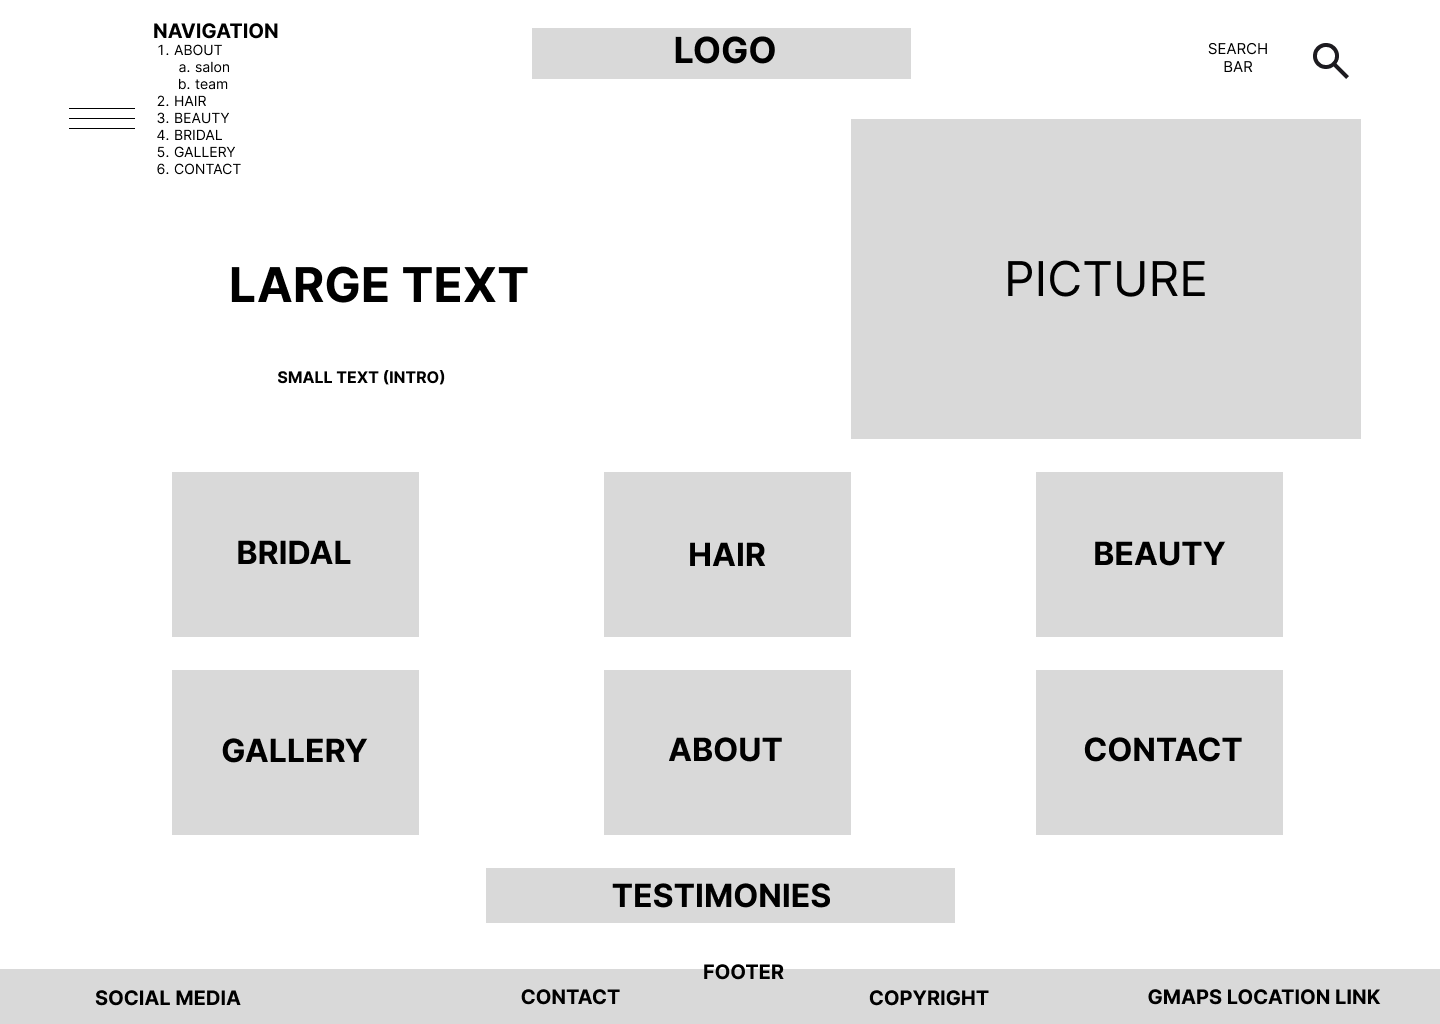 NAVIGATION
1. ABOUT
a. salon
b. team
2. HAIR
3. BEAUTY
4. BRIDAL
5. GALLERY
6. CONTACT
LOGO
SEARCH
BAR
LARGE TEXT
SMALL TEXT (INTRO)
PICTURE
BRIDAL
HAIR
BEAUTY
GALLERY
ABOUT
CONTACT
TESTIMONIES
FOOTER
SOCIAL MEDIA
CONTACT
COPYRIGHT
GMAPS LOCATION LINK